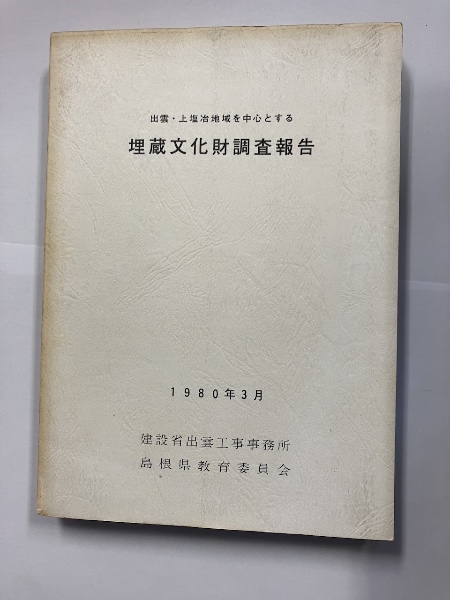 出雲・上塩冶地域を中心とする
埋蔵文化財調査報告
1980年3月
建設省出雲工事事務所
島根県教育委員会